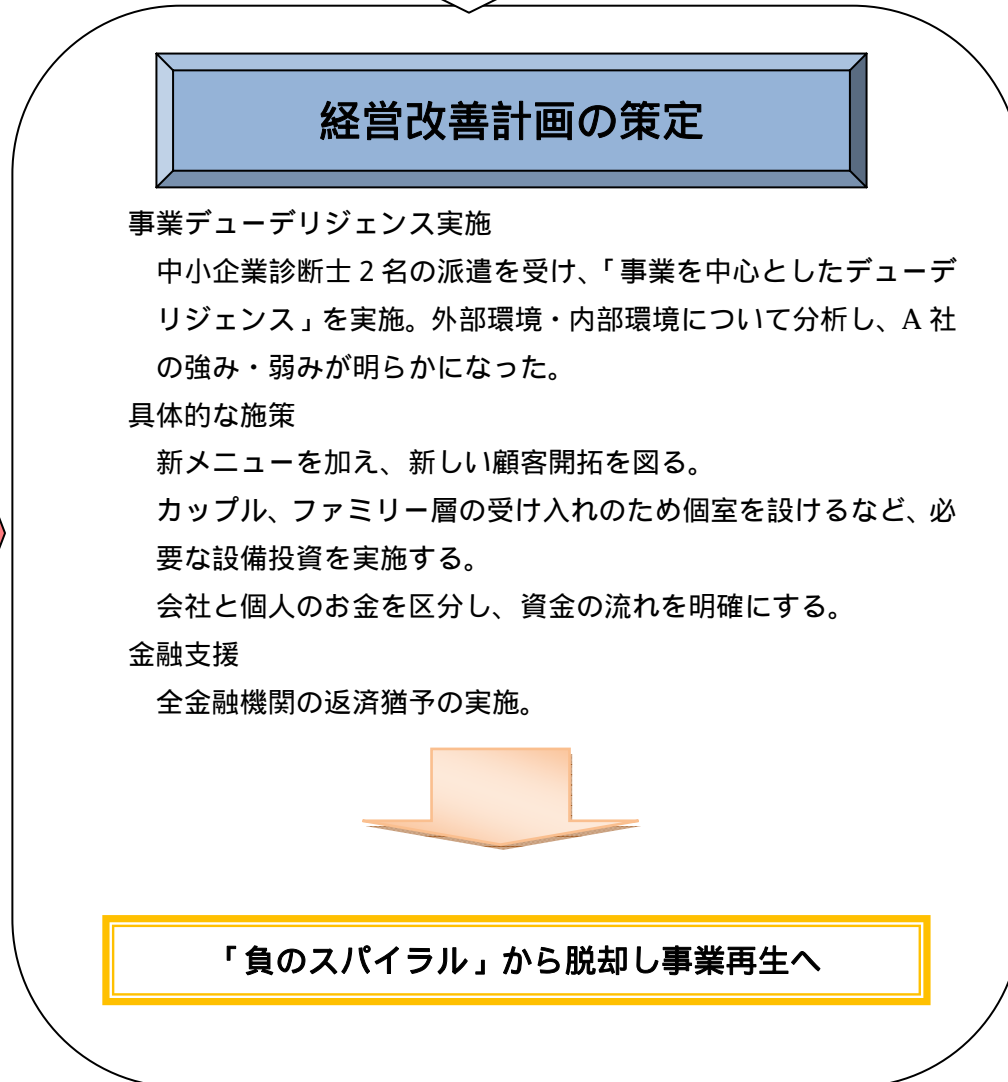 経営改善計画の策定
事業デューデリジェンス実施
中小企業診断士２名の派遣を受け、「事業を中心としたデューデ
リジェンス」を実施。外部環境・内部環境について分析し、A 社
の強み・弱みが明らかになった。
具体的な施策
新メニューを加え、新しい顧客開拓を図る。
カップル、ファミリー層の受け入れのため個室を設けるなど、必
要な設備投資を実施する。
会社と個人のお金を区分し、資金の流れを明確にする。
金融支援
全金融機関の返済猶予の実施。
「負のスパイラル」から脱却し事業再生へ